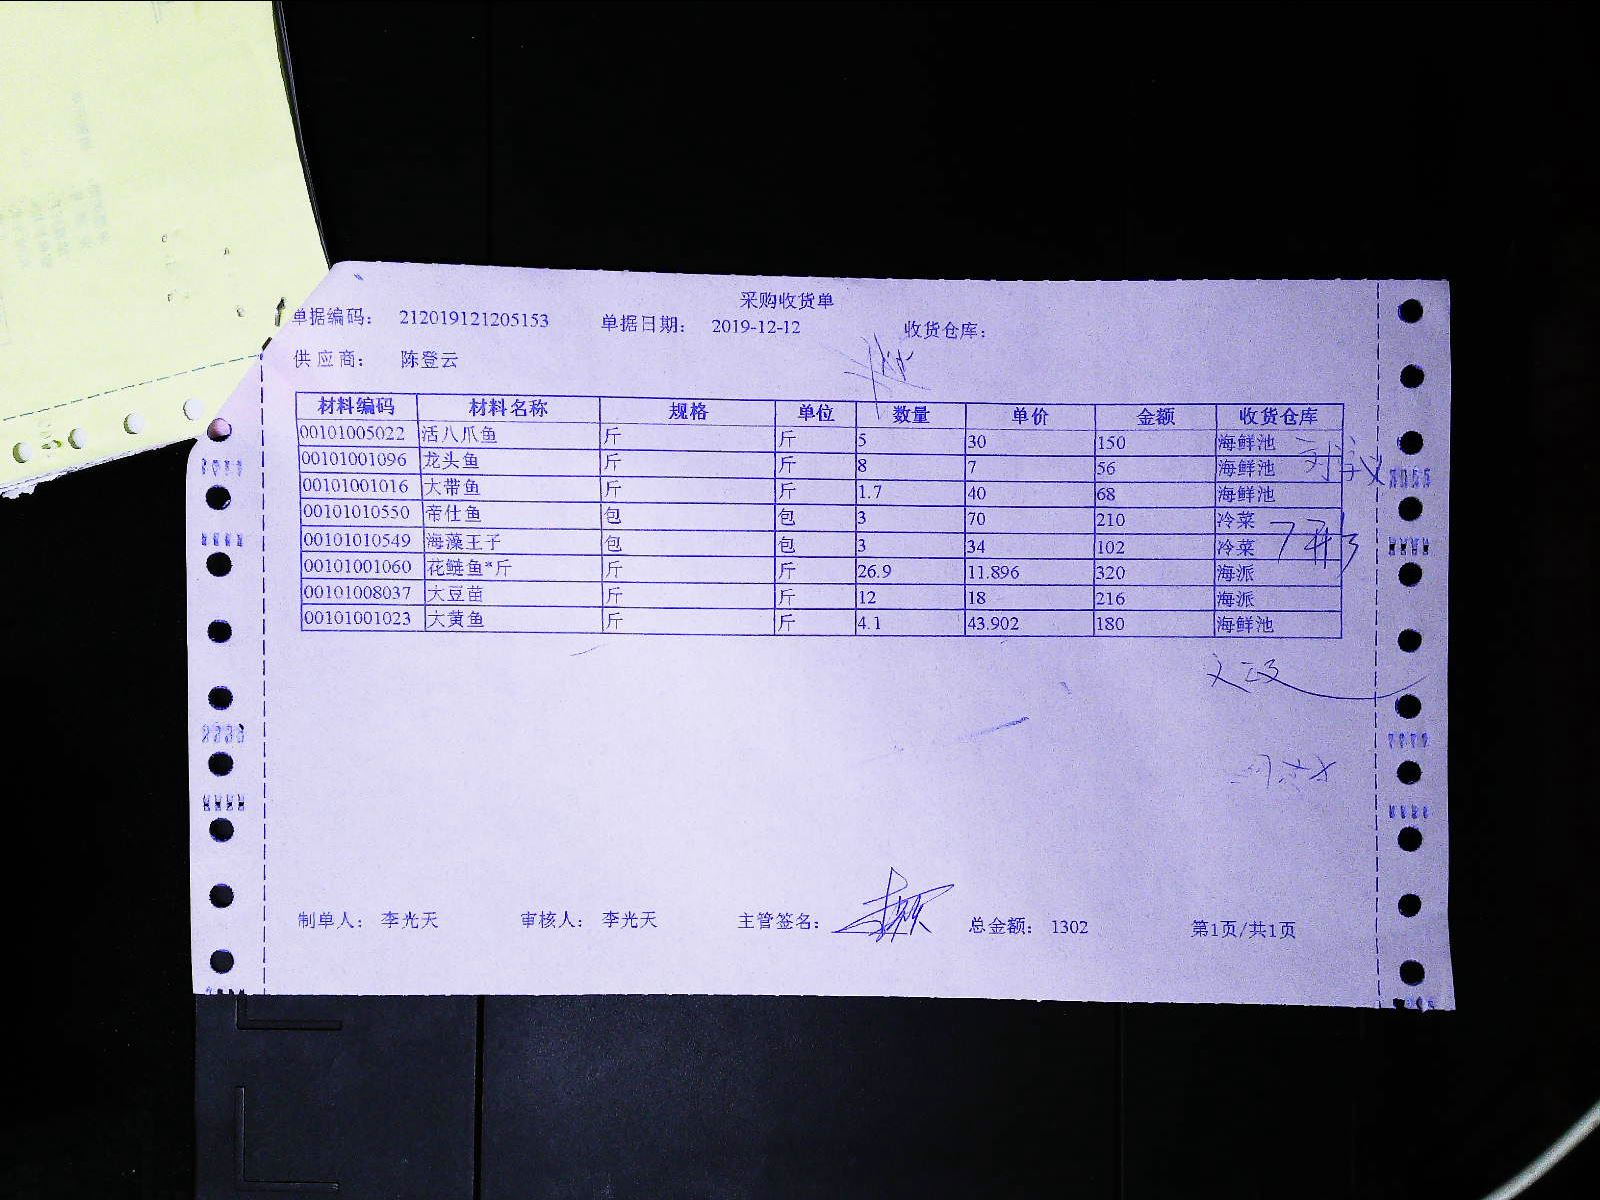 采购收货单
单据编码： 212019121205153 单据日期： 2019-12-12 收货仓库：
供应商： 陈登云
材料编码 材料名称 规格 单位 数量 单价 金额 收货仓库
00101005022 活八爪鱼 斤 斤 5 30 150 海鲜池
00101001096 龙头鱼 斤 斤 8 7 56 海鲜池
00101001016 大带鱼 斤 斤 1.7 40 68 海鲜池
00101010550 帝仕鱼 包 包 3 70 210 冷菜
00101010549 海藻王子 包 包 3 34 102 冷菜
00101001060 花鲢鱼*斤 斤 斤 26.9 11.896 320 海派
00101008037 大豆苗 斤 斤 12 18 216 海派
00101001023 大黄鱼 斤 斤 4.1 43.902 180 海鲜池
制单人： 李光天 审核人： 李光天 主管签名： 总金额： 1302 第1页/共1页